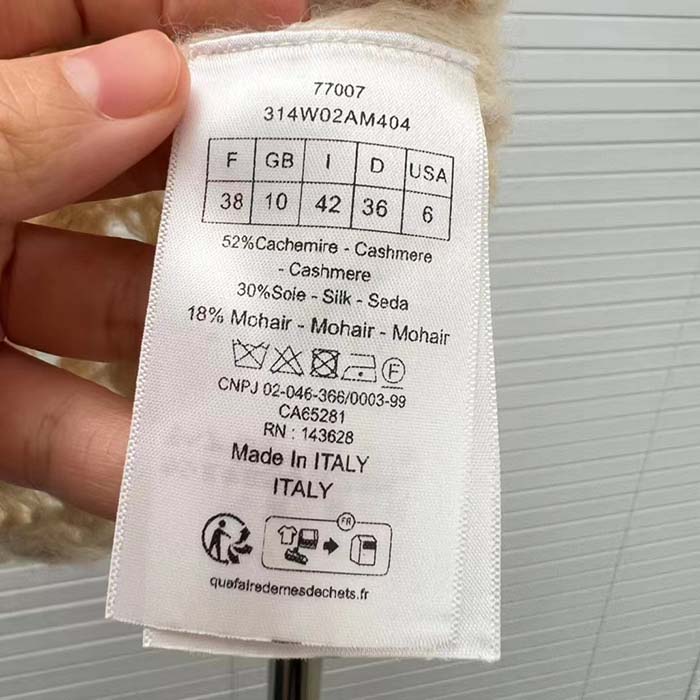 77007
314W02AM404
F GB I D USA
38 10 42 36 6
52%Cachemire - Cashmere
- Cashmere
30%Soie - Silk - Seda
18% Mohair - Mohair - Mohair
F
CNPJ 02-046-366/0003-99
CA65281
RN : 143628
Made In ITALY
ITALY
FR
quefairedemesdechets.fr